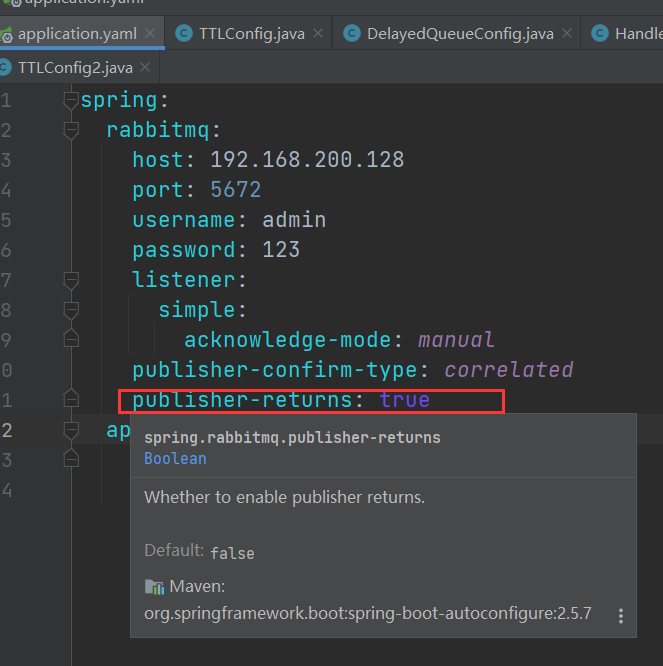 application.yaml
application.yaml × TTLConfig.java × DelayedQueueConfig.java × Handle
TTLConfig2.java ×
1 spring:
2 rabbitmq:
3 host: 192.168.200.128
4 port: 5672
5 username: admin
6 password: 123
7 listener:
8 simple:
9 acknowledge-mode: manual
0 publisher-confirm-type: correlated
1 publisher-returns: true
2 ap
3
4
spring.rabbitmq.publisher-returns
Boolean
Whether to enable publisher returns.
Default: false
Maven:
org.springframework.boot:spring-boot-autoconfigure:2.5.7